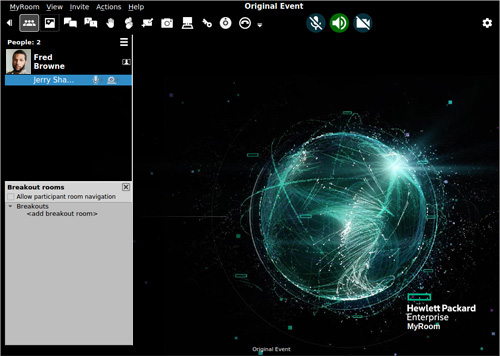 MyRoom View Invite Actions Help
Original Event
People: 2
Fred
Browne
Jerry Sha...
Breakout rooms
Allow participant room navigation
Breakouts
<add breakout room>
Hewlett Packard
Enterprise
MyRoom
Original Event